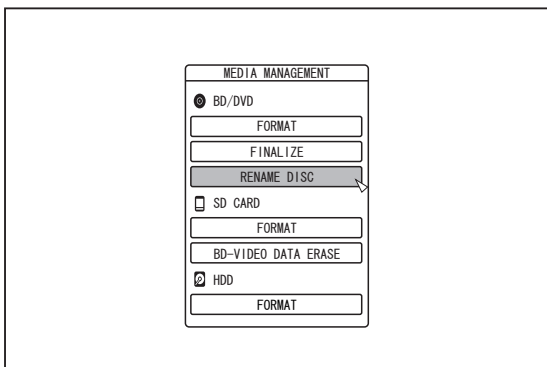 MEDIA MANAGEMENT
BD/DVD
FORMAT
FINALIZE
RENAME DISC
SD CARD
FORMAT
BD-VIDEO DATA ERASE
HDD
FORMAT